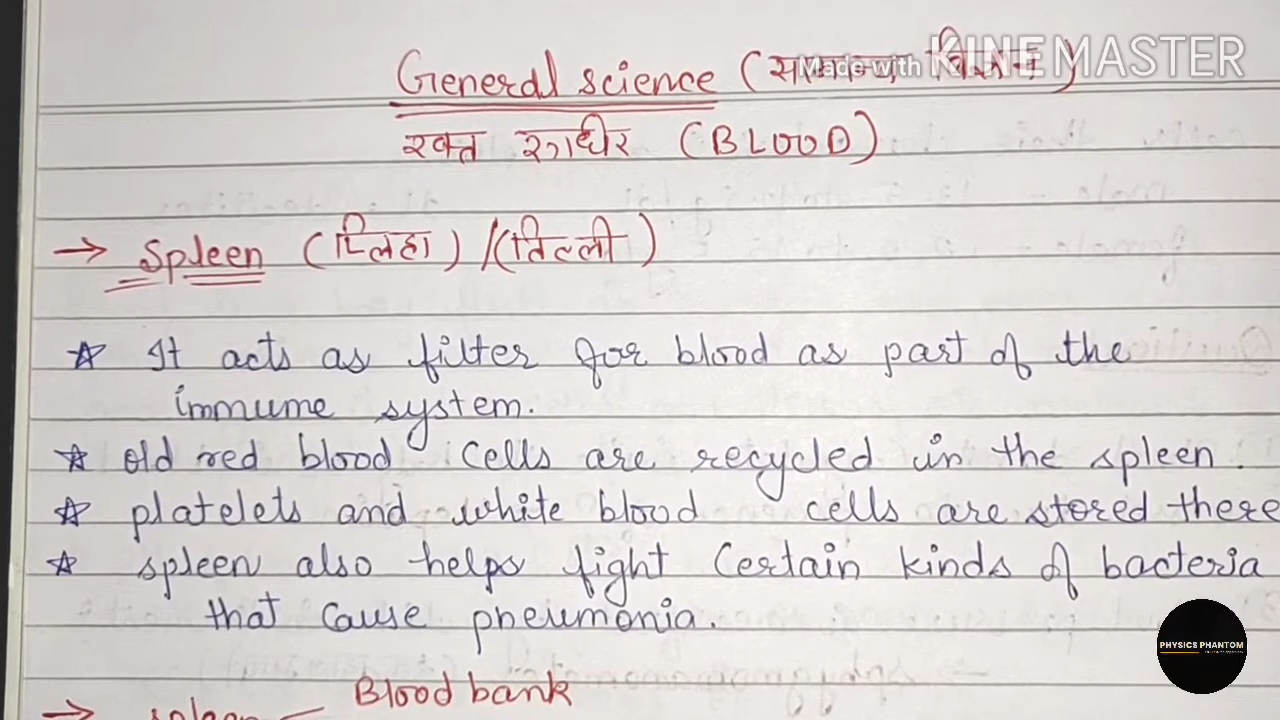 General science (सामान्य विज्ञान)
Made with KINEMASTER
रक्त रूधीर (BLOOD)
→ Spleen (प्लिहा) / (तिल्ली)
☆ It acts as filter for blood as part of the
immume system.
☆ old red blood cells are recycled in the spleen.
☆ platelets and white blood cells are stored there
☆ spleen also helps fight certain kinds of bacteria
that cause pneumonia.
PHYSICS PHANTOM
Blood bank
→ spleen